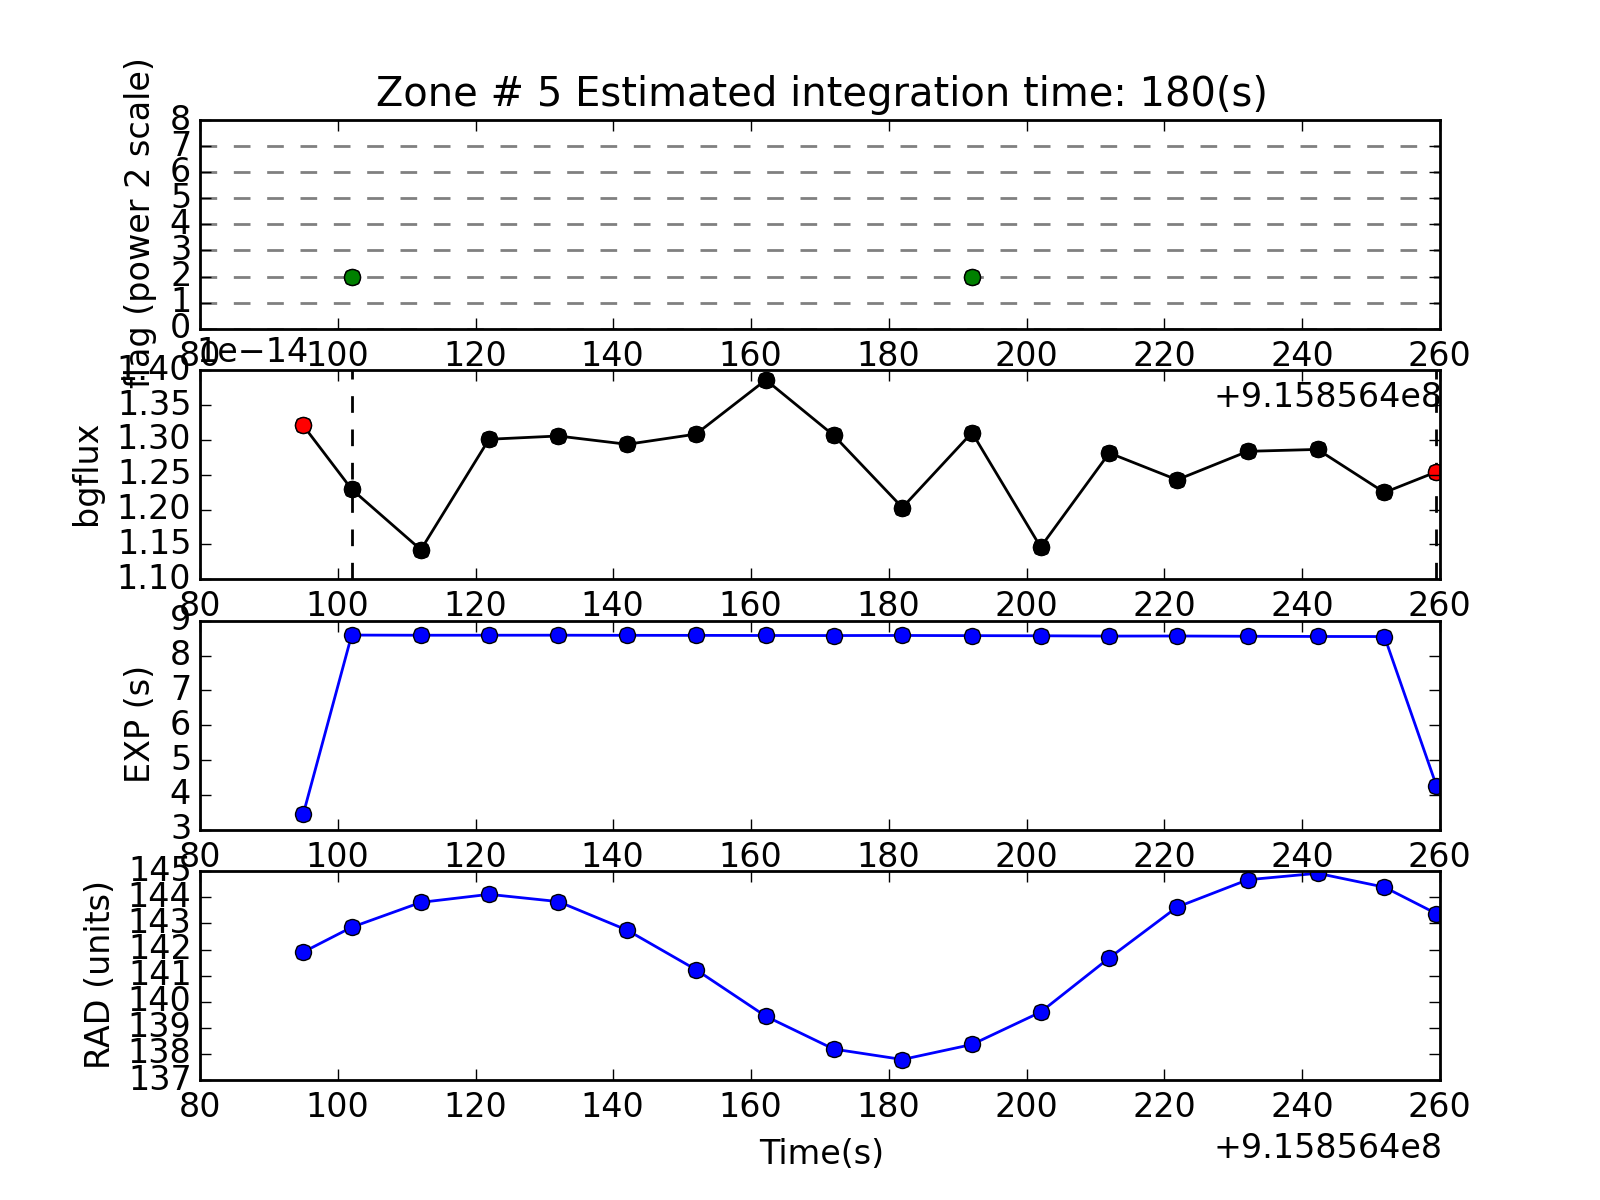 Zone # 5 Estimated integration time: 180(s)
flag (power 2 scale)
8
7
6
5
4
3
2
1
0
80 100 120 140 160 180 200 220 240 260
1e−14
+9.158564e8
bgflux
1.40
1.35
1.30
1.25
1.20
1.15
1.10
80 100 120 140 160 180 200 220 240 260
EXP (s)
9
8
7
6
5
4
3
80 100 120 140 160 180 200 220 240 260
RAD (units)
145
144
143
142
141
140
139
138
137
80 100 120 140 160 180 200 220 240 260
Time(s)
+9.158564e8